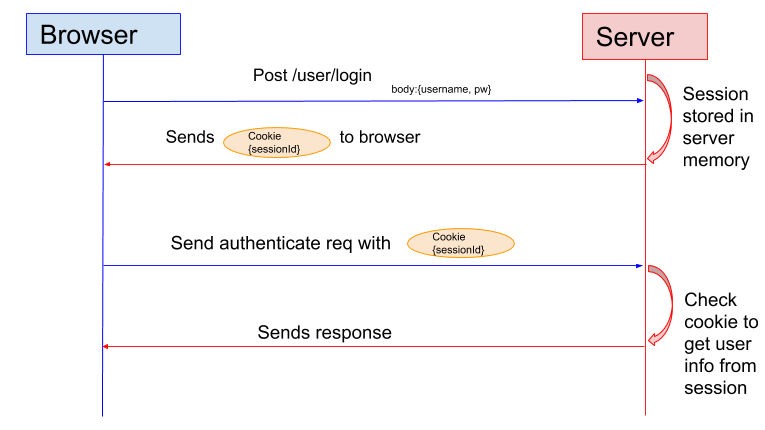 Browser
Server
Post /user/login
body:{username, pw}
Session
stored in
server
memory
Sends
Cookie
{sessionId}
to browser
Send authenticate req with
Cookie
{sessionId}
Check
cookie to
get user
info from
session
Sends response